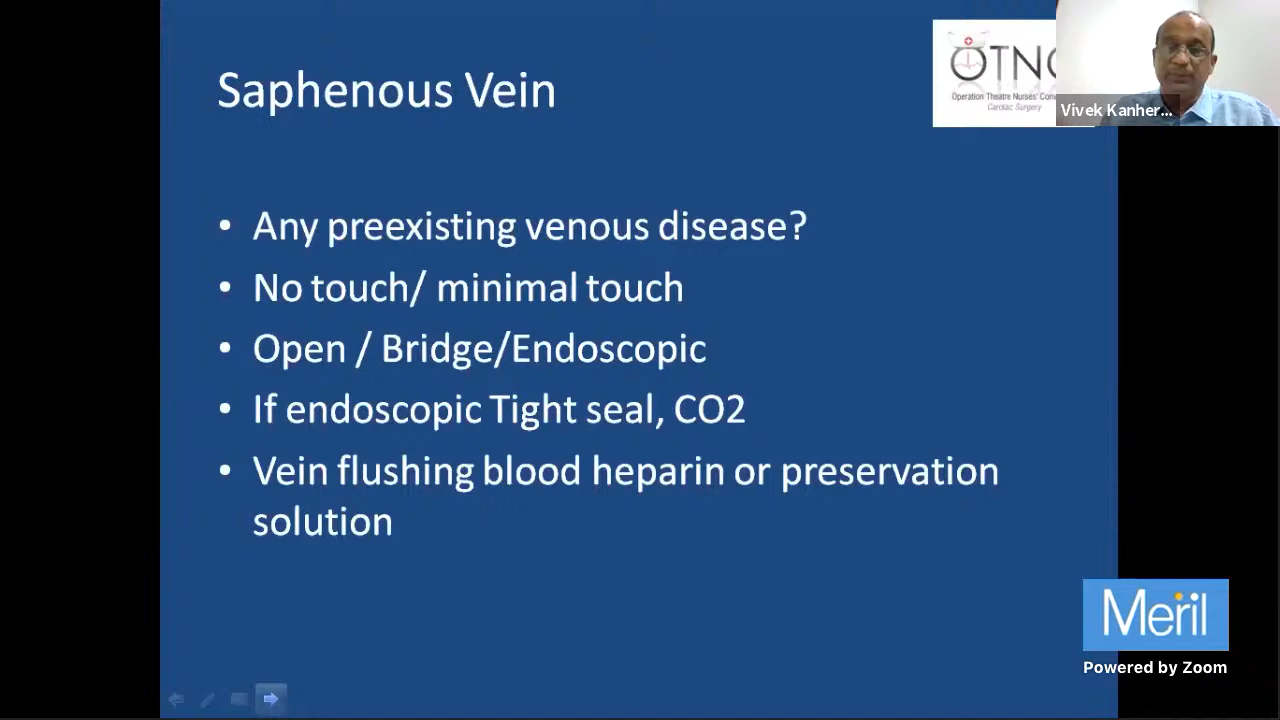 Saphenous Vein
OTNC
Operation Theatre Nurses'
Cardiac Surgery
Vivek Kanher...
• Any preexisting venous disease?
• No touch/ minimal touch
• Open / Bridge/Endoscopic
• If endoscopic Tight seal, CO2
• Vein flushing blood heparin or preservation
solution
Meril
Powered by Zoom